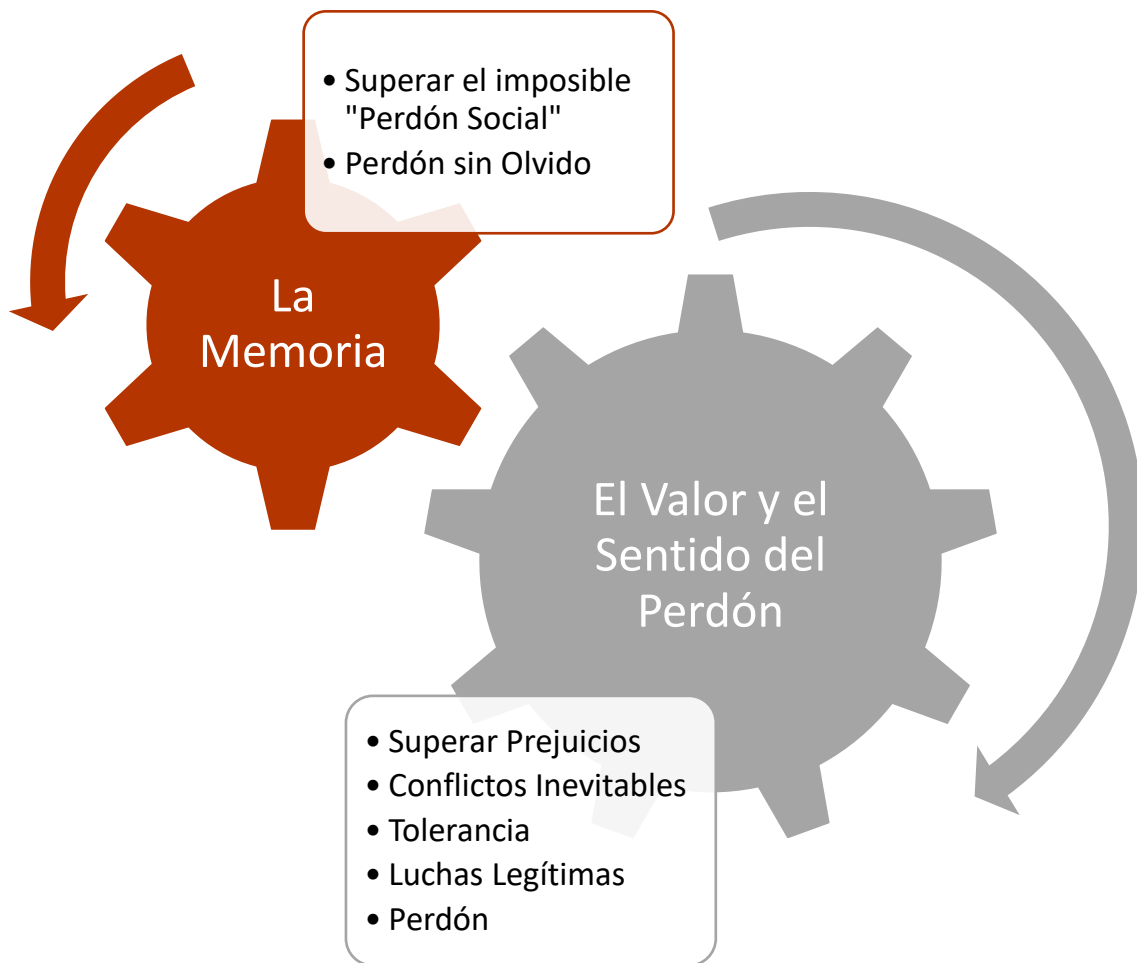 • Superar el imposible
"Perdón Social"
• Perdón sin Olvido
La
Memoria
El Valor y el
Sentido del
Perdón
• Superar Prejuicios
• Conflictos Inevitables
• Tolerancia
• Luchas Legítimas
• Perdón